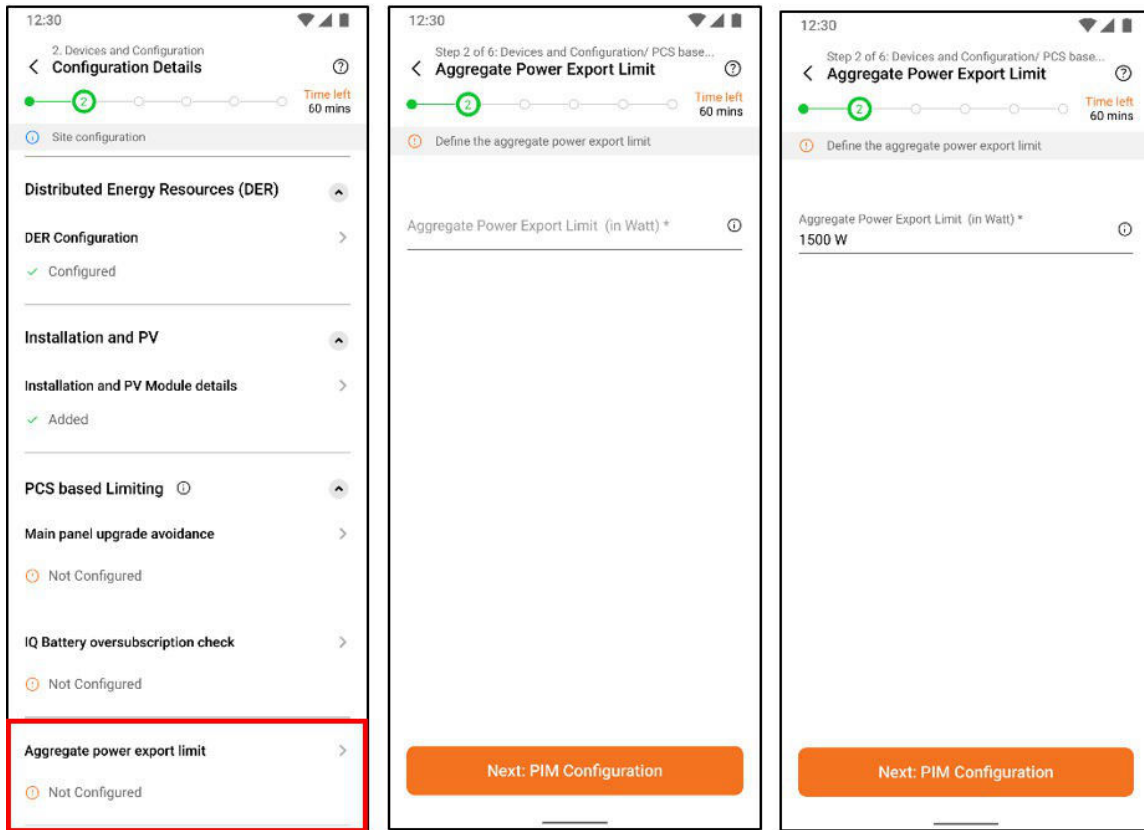 12:30
2. Devices and Configuration
Configuration Details
2
Time left
60 mins
Site configuration
Distributed Energy Resources (DER)
DER Configuration
Configured
Installation and PV
Installation and PV Module details
Added
PCS based Limiting
Main panel upgrade avoidance
Not Configured
IQ Battery oversubscription check
Not Configured
Aggregate power export limit
Not Configured
12:30
Step 2 of 6: Devices and Configuration/ PCS base...
Aggregate Power Export Limit
2
Time left
60 mins
Define the aggregate power export limit
Aggregate Power Export Limit (in Watt) *
Next: PIM Configuration
12:30
Step 2 of 6: Devices and Configuration/ PCS base...
Aggregate Power Export Limit
2
Time left
60 mins
Define the aggregate power export limit
Aggregate Power Export Limit (in Watt) *
1500 W
Next: PIM Configuration